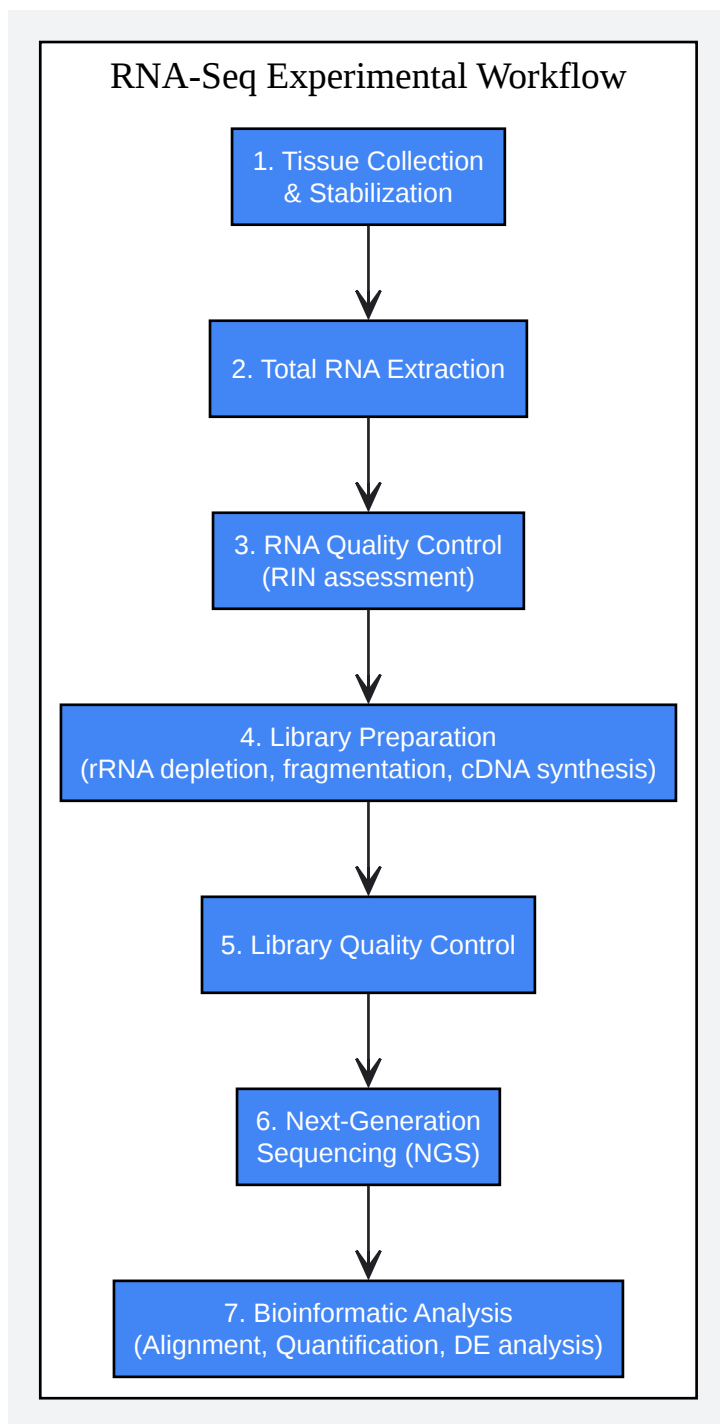 RNA-Seq Experimental Workflow
1. Tissue Collection
& Stabilization
2. Total RNA Extraction
3. RNA Quality Control
(RIN assessment)
4. Library Preparation
(rRNA depletion, fragmentation, cDNA synthesis)
5. Library Quality Control
6. Next-Generation
Sequencing (NGS)
7. Bioinformatic Analysis
(Alignment, Quantification, DE analysis)